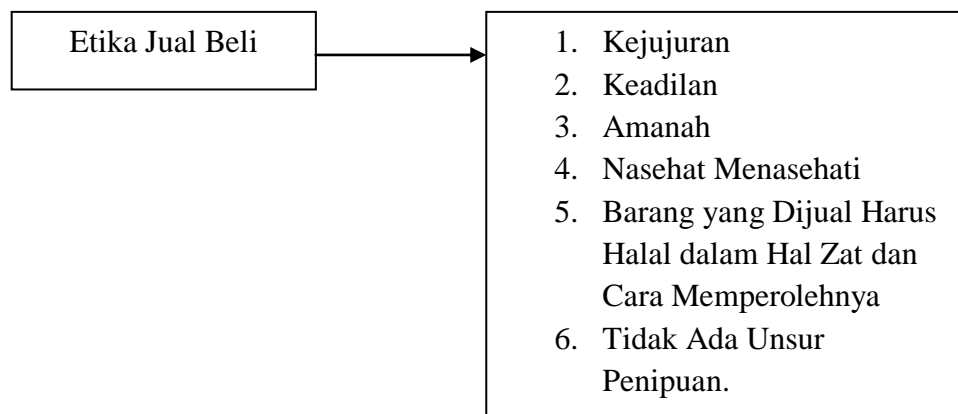 Etika Jual Beli
1. Kejujuran
2. Keadilan
3. Amanah
4. Nasehat Menasehati
5. Barang yang Dijual Harus
Halal dalam Hal Zat dan
Cara Memperolehnya
6. Tidak Ada Unsur
Penipuan.